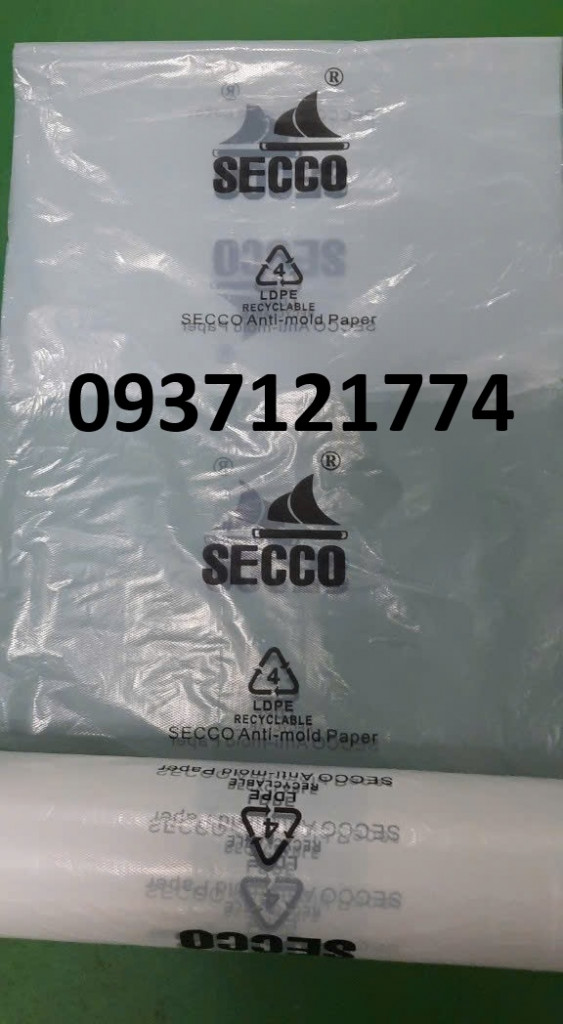 ®
SECCO
4
LDPE
RECYCLABLE
SECCO Anti-mold Paper
0937121774
®
SECCO
4
LDPE
RECYCLABLE
SECCO Anti-mold Paper
SECCO Anti-mold Paper
RECYCLABLE
LDPE
4
SECCO